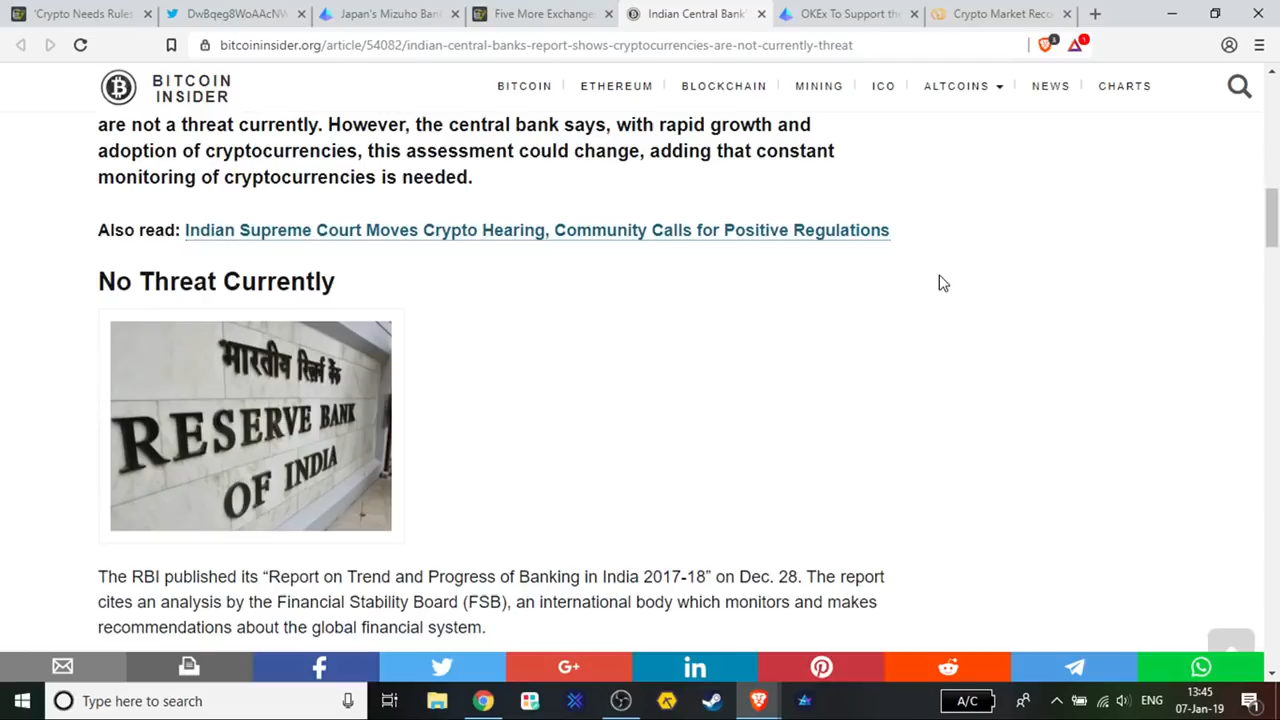 'Crypto Needs Rules
DwBqeg8WoAAcNV
Japan's Mizuho Ban
Five More Exchange
Indian Central Bank'
OKEx To Support the
Crypto Market Reco
bitcoininsider.org/article/54082/indian-central-banks-report-shows-cryptocurrencies-are-not-currently-threat
3
1
BITCOIN INSIDER
BITCOIN
ETHEREUM
BLOCKCHAIN
MINING
ICO
ALTCOINS
NEWS
CHARTS
are not a threat currently. However, the central bank says, with rapid growth and
adoption of cryptocurrencies, this assessment could change, adding that constant
monitoring of cryptocurrencies is needed.
Also read: Indian Supreme Court Moves Crypto Hearing, Community Calls for Positive Regulations
No Threat Currently
भारतीय रिज़र्व बैंक
RESERVE BANK
OF INDIA
The RBI published its “Report on Trend and Progress of Banking in India 2017-18” on Dec. 28. The report
cites an analysis by the Financial Stability Board (FSB), an international body which monitors and makes
recommendations about the global financial system.
Type here to search
A/C
ENG
13:45
07-Jan-19
1